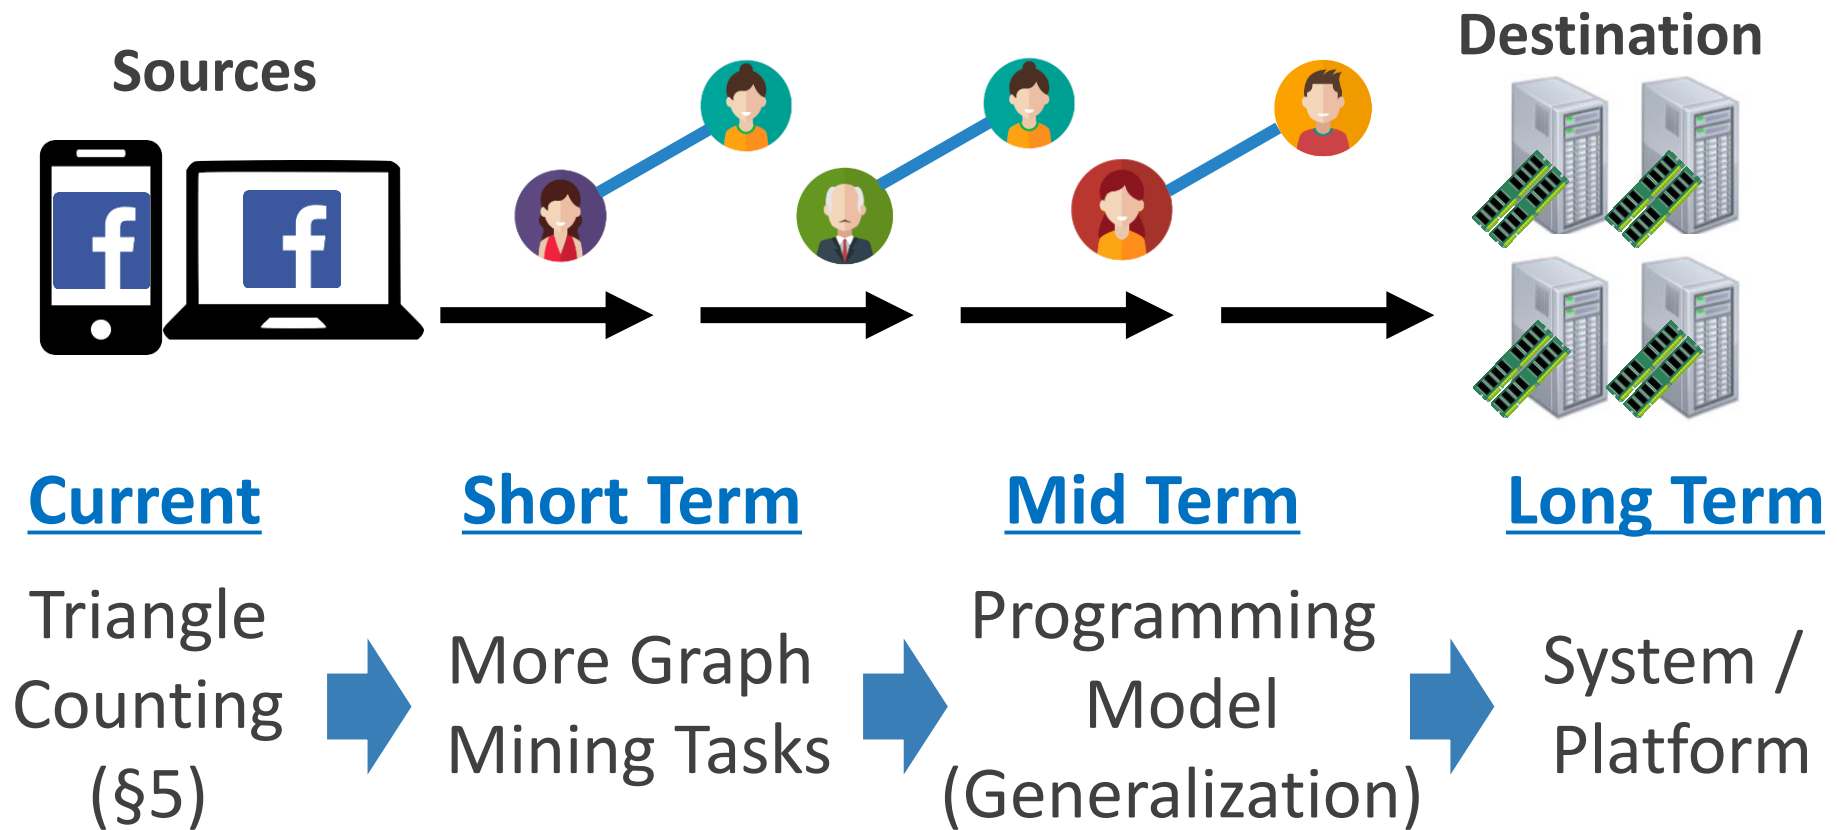 Sources
Destination
f
f
Current
Short Term
Mid Term
Long Term
Triangle
Counting
(§5)
More Graph
Mining Tasks
Programming
Model
(Generalization)
System /
Platform